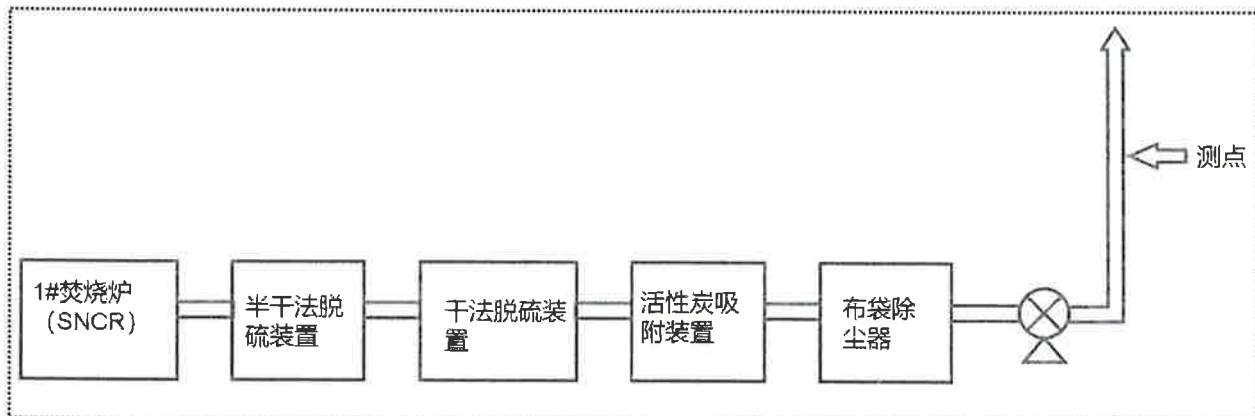 测点
1#焚烧炉
(SNCR)
半干法脱
硫装置
干法脱硫装
置
活性炭吸
附装置
布袋除
尘器